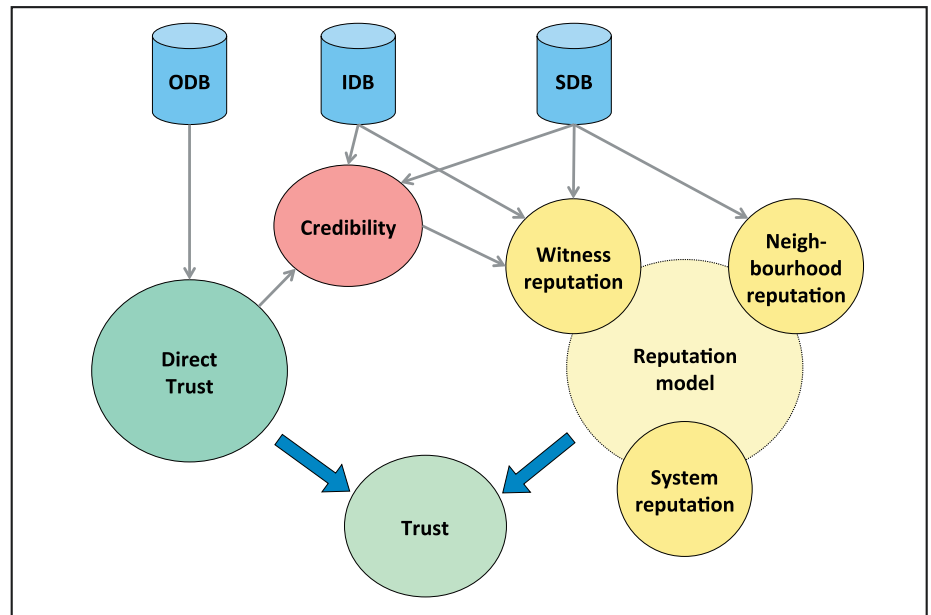 ODB
IDB
SDB
Credibility
Witness
reputation
Neigh-
bourhood
reputation
Direct
Trust
Reputation
model
System
reputation
Trust